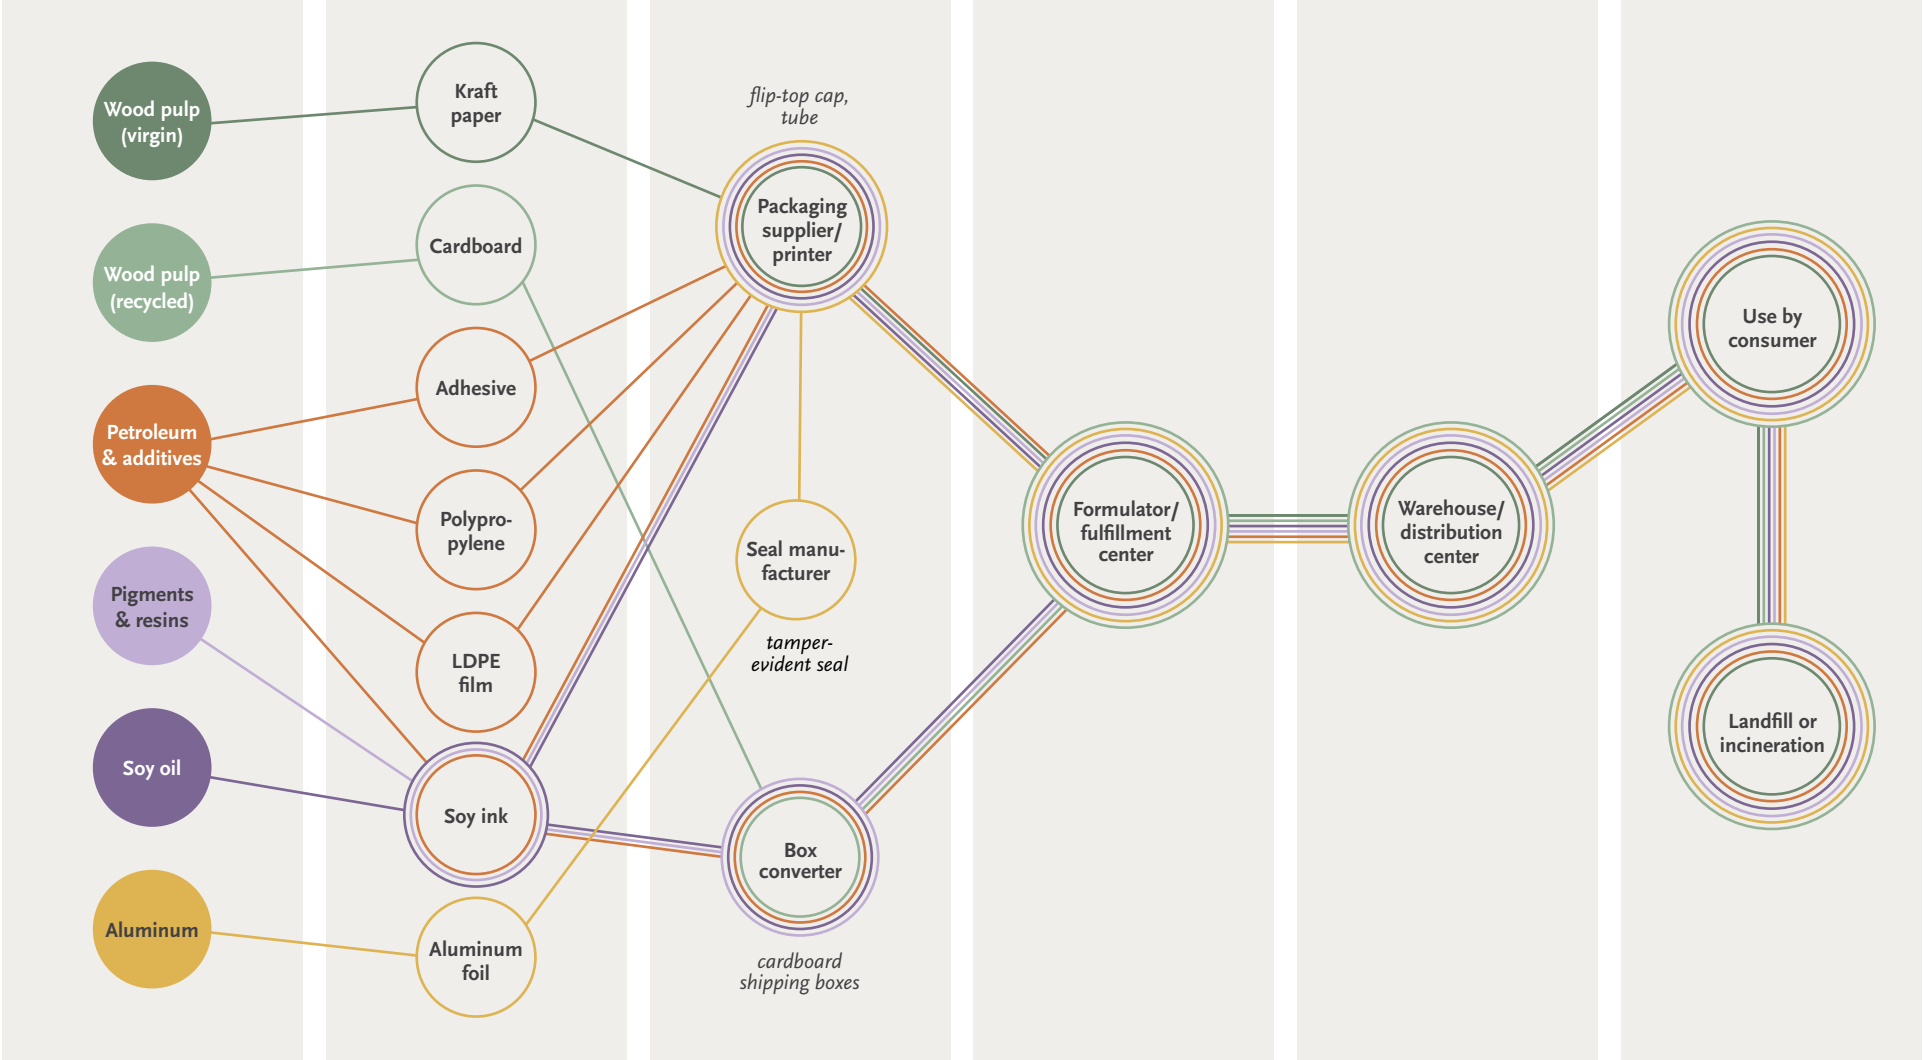 Wood pulp
(virgin)
Wood pulp
(recycled)
Petroleum
& additives
Pigments
& resins
Soy oil
Aluminum
Kraft
paper
Cardboard
Adhesive
Polypro-
pylene
LDPE
film
Soy ink
Aluminum
foil
flip-top cap,
tube
Packaging
supplier/
printer
Seal manu-
facturer
tamper-
evident seal
Box
converter
cardboard
shipping boxes
Formulator/
fulfillment
center
Warehouse/
distribution
center
Use by
consumer
Landfill or
incineration